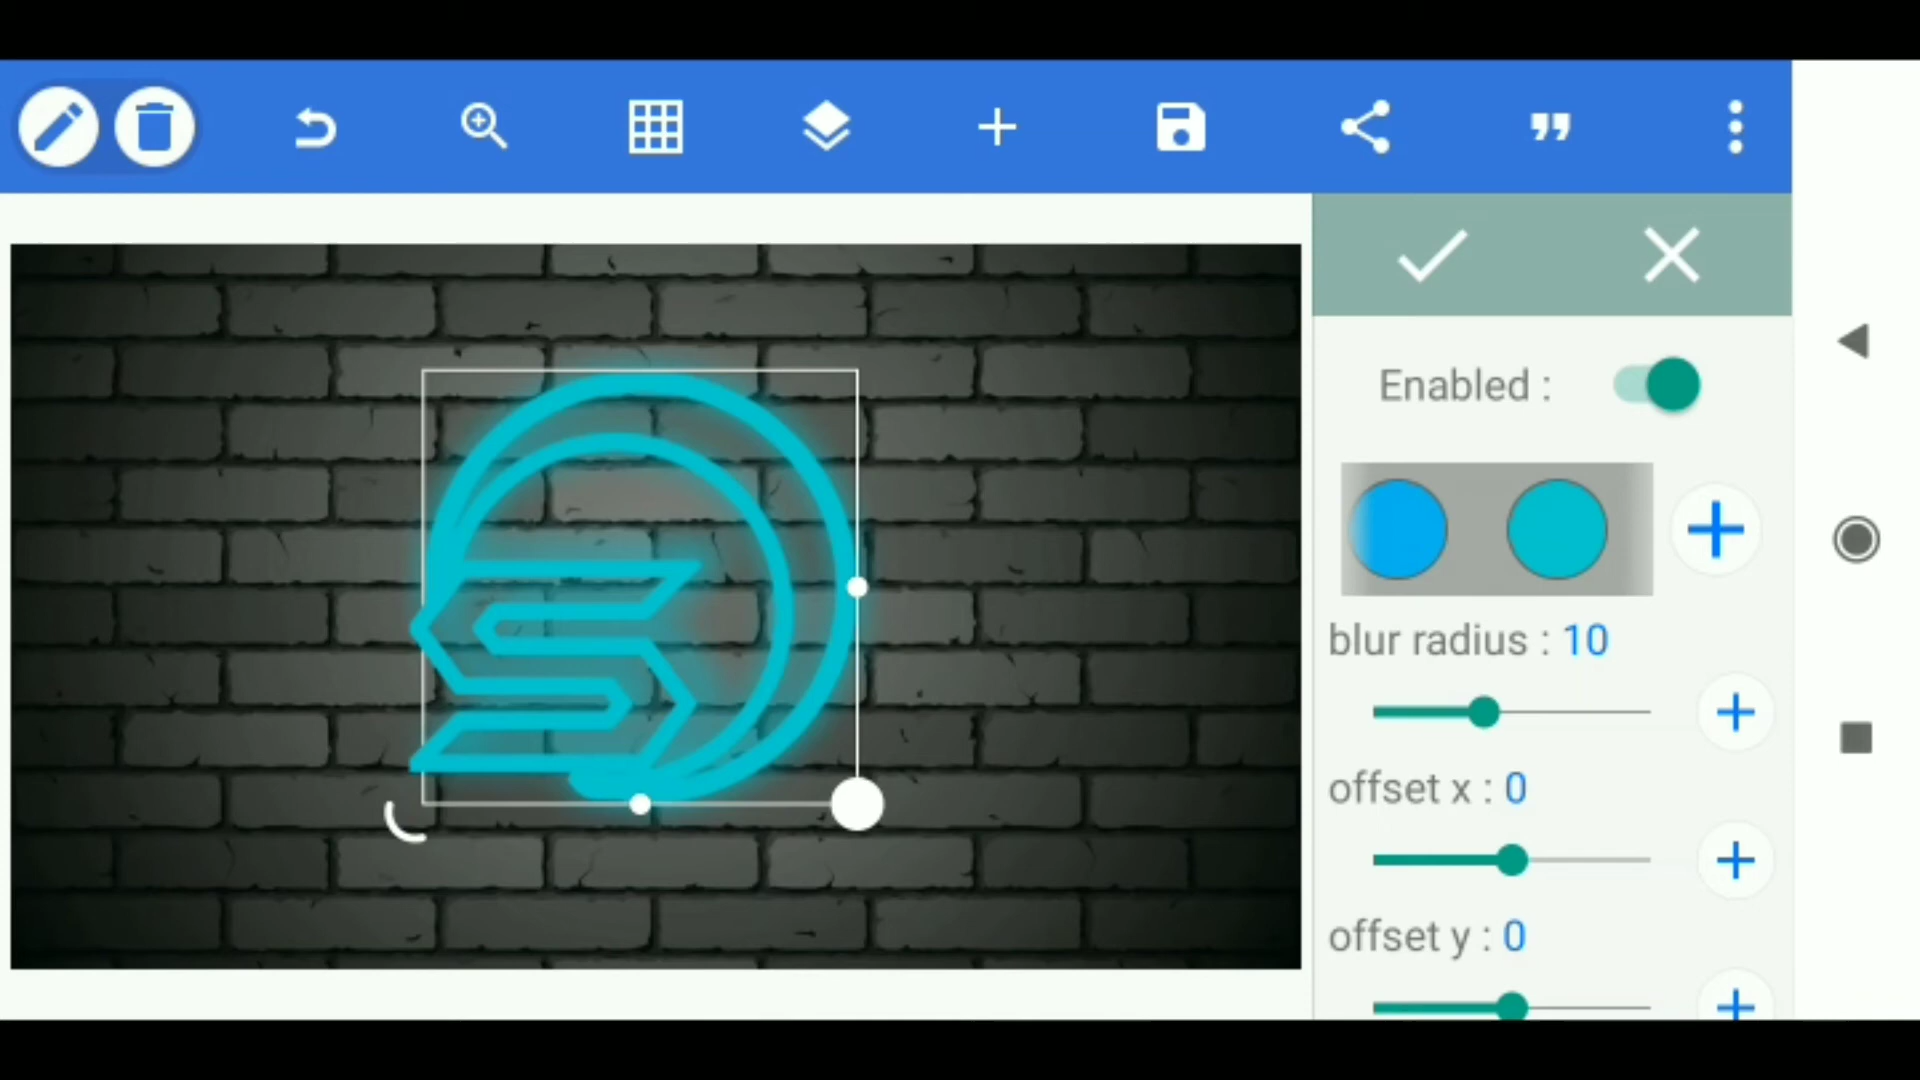 Enabled :
blur radius : 10
offset x : 0
offset y : 0